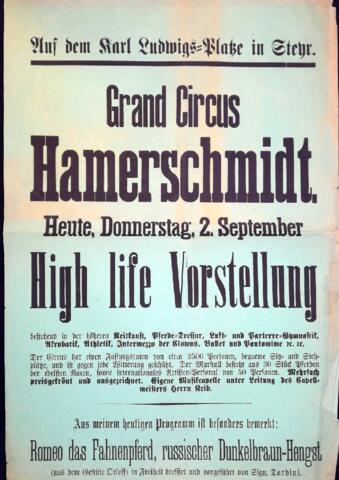 Auf dem Karl Ludwigs-Platze in Steyr.
Grand Circus
Hamerschmidt.
Heute, Donnerstag, 2. September
High life Vorstellung
bestehend in der höheren Reitkunst, Pferde-Dressur, Luft- und Parterre-Gymnastik,
Akrobatik, Athletik, Intermezzo der Clowns, Ballet und Pantomime ꝛc. ꝛc.
Der Circus hat einen Fassungsraum von circa 2500 Personen, bequeme Sitz- und Steh-
plätze, und ist gegen jede Witterung geschützt. Der Marstall besteht aus 30 Stück Pferden
der edelsten Racen, sowie internationales Artisten-Personal von 50 Personen. Mehrfach
preisgekrönt und ausgezeichnet. Eigene Musikcapelle unter Leitung des Capell-
meisters Herrn Keib.
Aus meinem heutigen Programm ist besonders bemerkt:
Romeo das Fahnenpferd, russischer Dunkelbraun-Hengst
(aus dem Gestüte Orloff) in Freiheit dressirt und vorgeführt von Sign. Tardini.